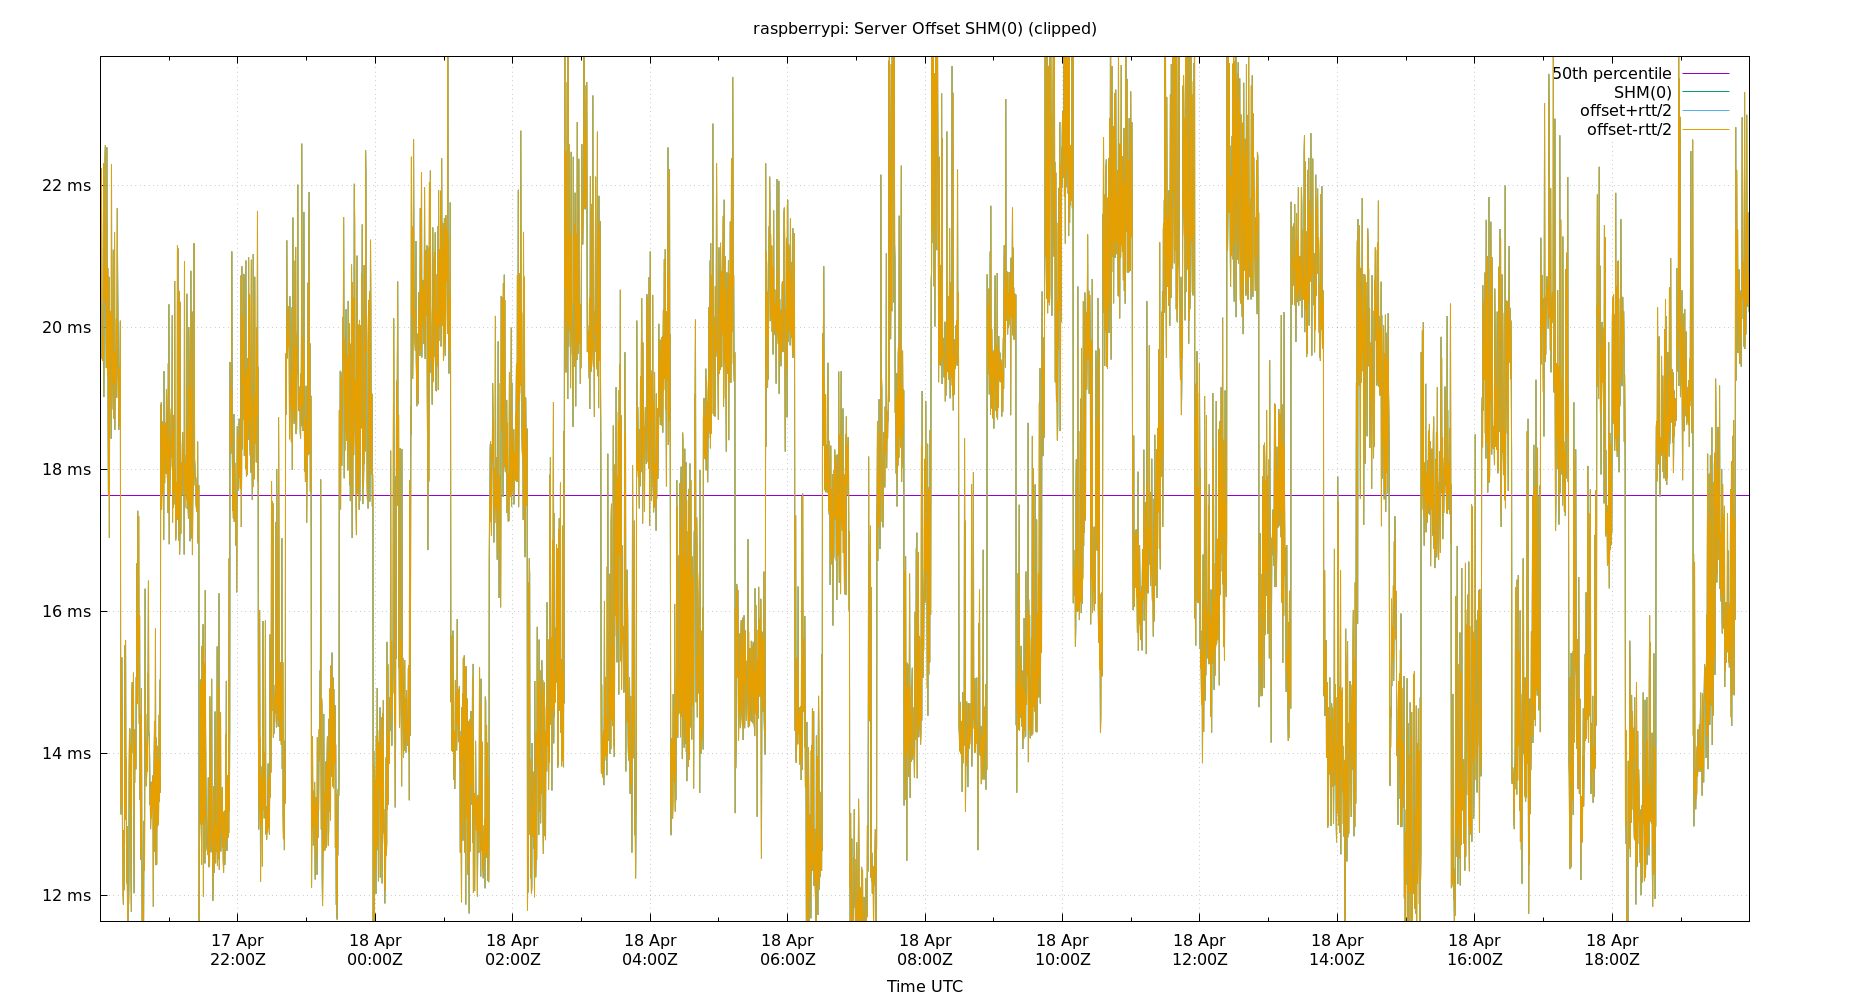 raspberrypi: Server Offset SHM(0) (clipped)
50th percentile
SHM(0)
offset+rtt/2
offset-rtt/2
22 ms
20 ms
18 ms
16 ms
14 ms
12 ms
17 Apr 18 Apr 18 Apr 18 Apr 18 Apr 18 Apr 18 Apr 18 Apr 18 Apr 18 Apr 18 Apr
22:00Z 00:00Z 02:00Z 04:00Z 06:00Z 08:00Z 10:00Z 12:00Z 14:00Z 16:00Z 18:00Z
Time UTC